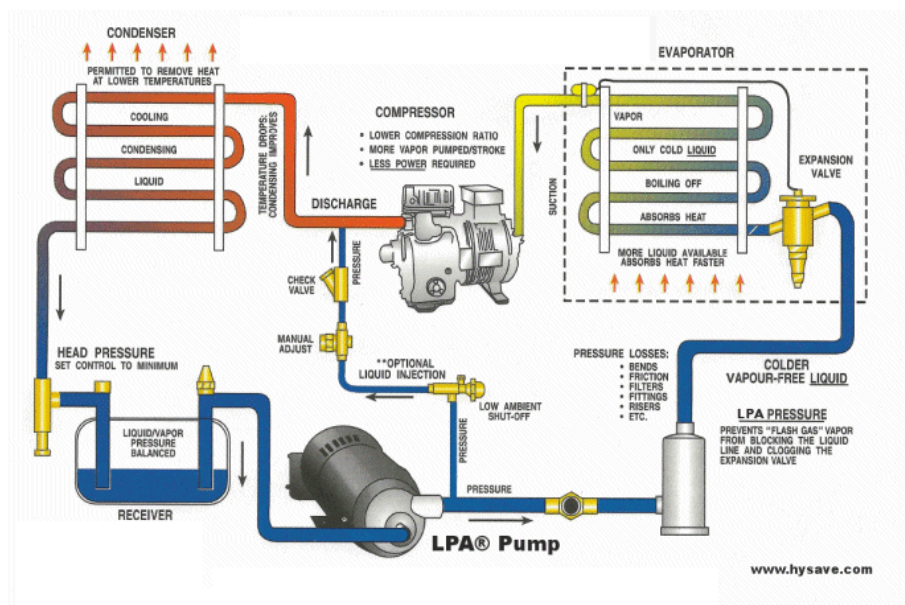 CONDENSER
PERMITTED TO REMOVE HEAT
AT LOWER TEMPERATURES
COOLING
CONDENSING
LIQUID
TEMPERATURE DROPS:
CONDENSING IMPROVES
DISCHARGE
COMPRESSOR
• LOWER COMPRESSION RATIO
• MORE VAPOR PUMPED/STROKE
• LESS POWER REQUIRED
SUCTION
EVAPORATOR
VAPOR
ONLY COLD LIQUID
BOILING OFF
ABSORBS HEAT
EXPANSION
VALVE
MORE LIQUID AVAILABLE
ABSORBS HEAT FASTER
CHECK
VALVE
PRESSURE
MANUAL
ADJUST
**OPTIONAL
LIQUID INJECTION
LOW AMBIENT
SHUT-OFF
PRESSURE
HEAD PRESSURE
SET CONTROL TO MINIMUM
LIQUID/VAPOR
PRESSURE
BALANCED
RECEIVER
PRESSURE
LPA® Pump
PRESSURE LOSSES:
• BENDS
• FRICTION
• FILTERS
• FITTINGS
• RISERS
• ETC.
COLDER
VAPOUR-FREE LIQUID
LPA PRESSURE
PREVENTS "FLASH GAS" VAPOR
FROM BLOCKING THE LIQUID
LINE AND CLOGGING THE
EXPANSION VALVE
www.hysave.com